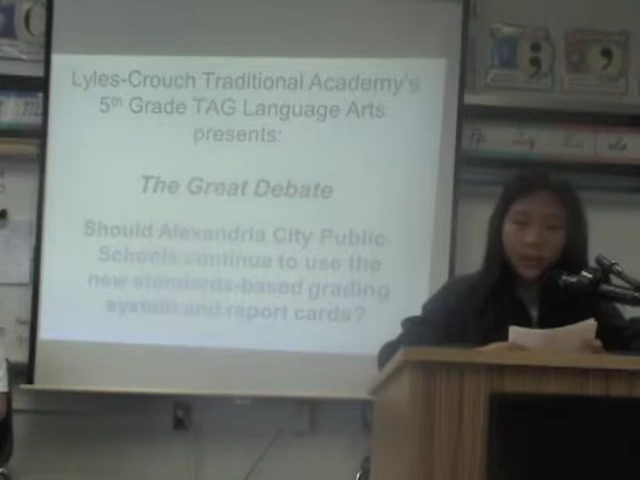 Lyles-Crouch Traditional Academy's
5th Grade TAG Language Arts
presents:
The Great Debate
Should Alexandria City Public
Schools continue to use the
new standards-based grading
system and report cards?